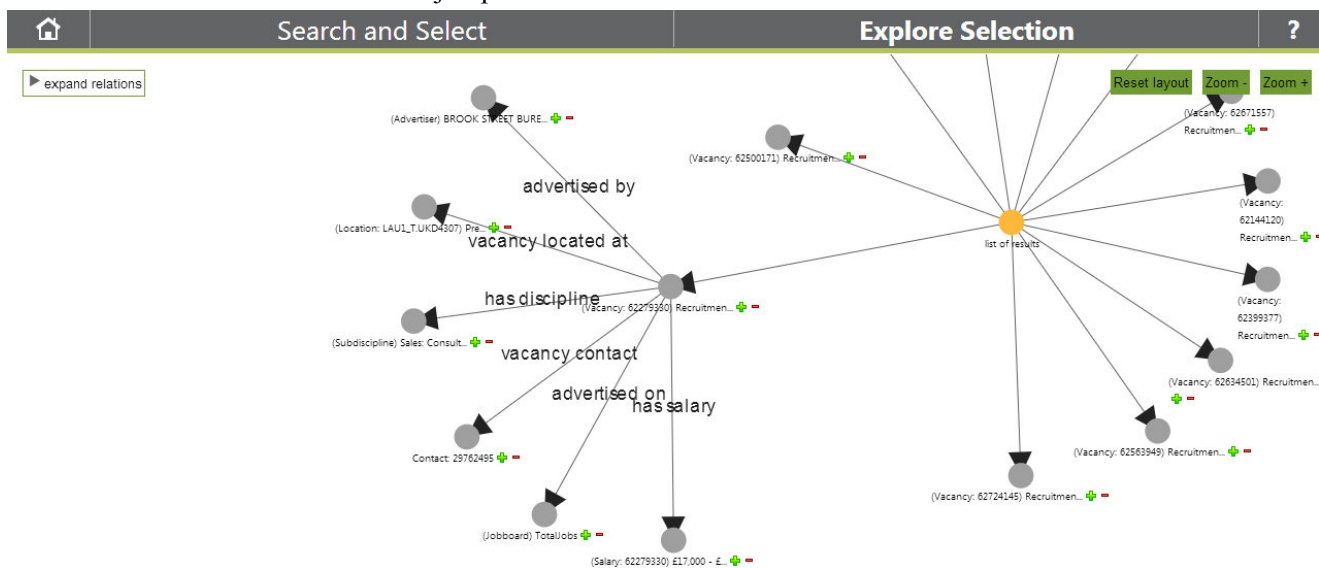 Search and Select
Explore Selection
?
expand relations
Reset layout
Zoom -
Zoom +
(Advertiser) BROOK STREET BURE...
(Vacancy: 62671557)
Recruitmen...
(Vacancy: 62500171) Recruitmen...
advertised by
(Vacancy:
62144120)
Recruitmen...
(Location: LAU1_T.UKD4307) Pre...
vacancy located at
list of results
has discipline
(Vacancy: 62279330) Recruitmen...
(Vacancy:
62399377)
Recruitmen...
(Subdiscipline) Sales: Consult...
vacancy contact
(Vacancy: 62634501) Recruitmen...
advertised on
has salary
Contact: 29762495
(Vacancy: 62563949) Recruitmen...
(Vacancy: 62724145) Recruitmen...
(Jobboard) TotalJobs
(Salary: 62279330) £17,000 - £...